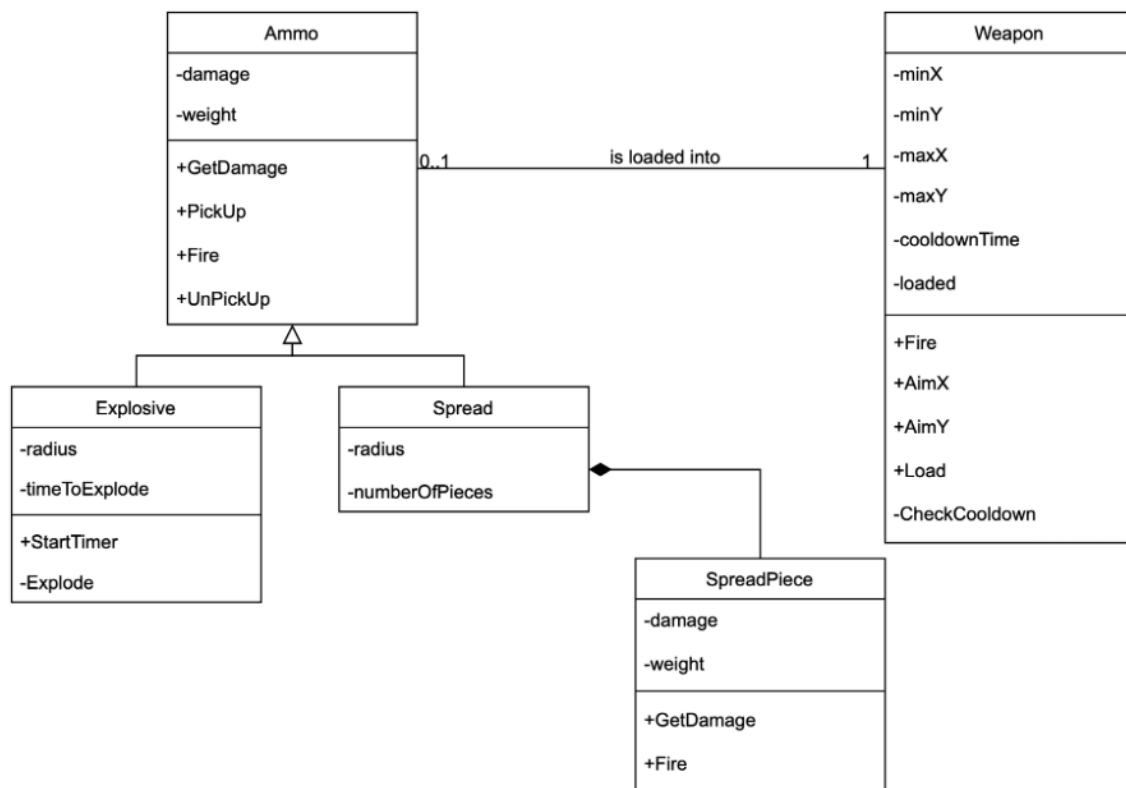 Ammo
-damage
-weight
+GetDamage
+PickUp
+Fire
+UnPickUp
0..1
is loaded into
1
Weapon
-minX
-minY
-maxX
-maxY
-cooldownTime
-loaded
+Fire
+AimX
+AimY
+Load
-CheckCooldown
Explosive
-radius
-timeToExplode
+StartTimer
-Explode
Spread
-radius
-numberOfPieces
SpreadPiece
-damage
-weight
+GetDamage
+Fire